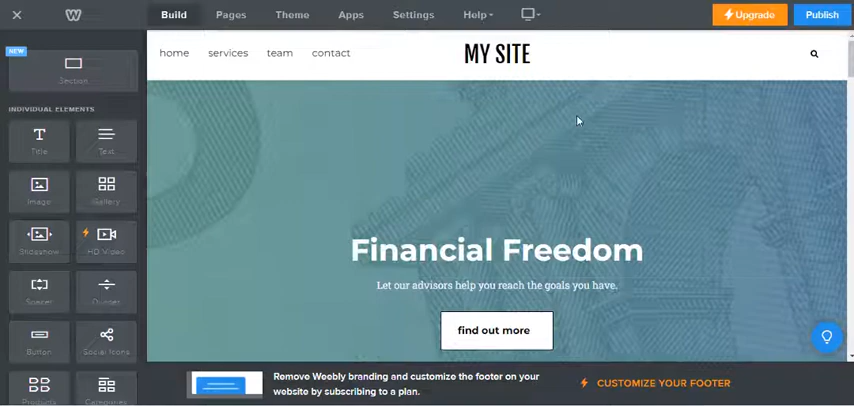 Build Pages Theme Apps Settings Help Upgrade Publish
NEW
Section
INDIVIDUAL ELEMENTS
Title Text
Image Gallery
Slideshow HD Video
Spacer Divider
Button Social Icons
Products Categories
home services team contact MY SITE
Financial Freedom
Let our advisors help you reach the goals you have.
find out more
Remove Weebly branding and customize the footer on your
website by subscribing to a plan.
CUSTOMIZE YOUR FOOTER